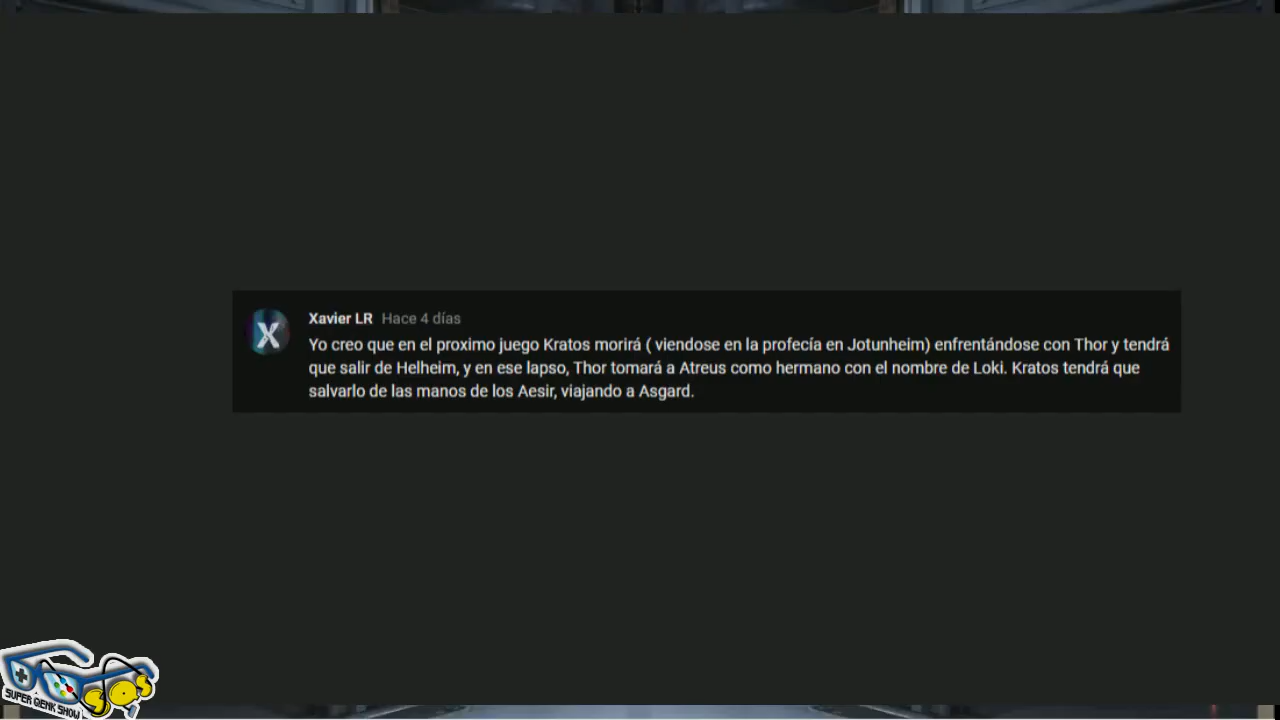 Xavier LR Hace 4 días
Yo creo que en el proximo juego Kratos morirá ( viendose en la profecía en Jotunheim) enfrentándose con Thor y tendrá
que salir de Helheim, y en ese lapso, Thor tomará a Atreus como hermano con el nombre de Loki. Kratos tendrá que
salvarlo de las manos de los Aesir, viajando a Asgard.
SUPER QENK SHOW